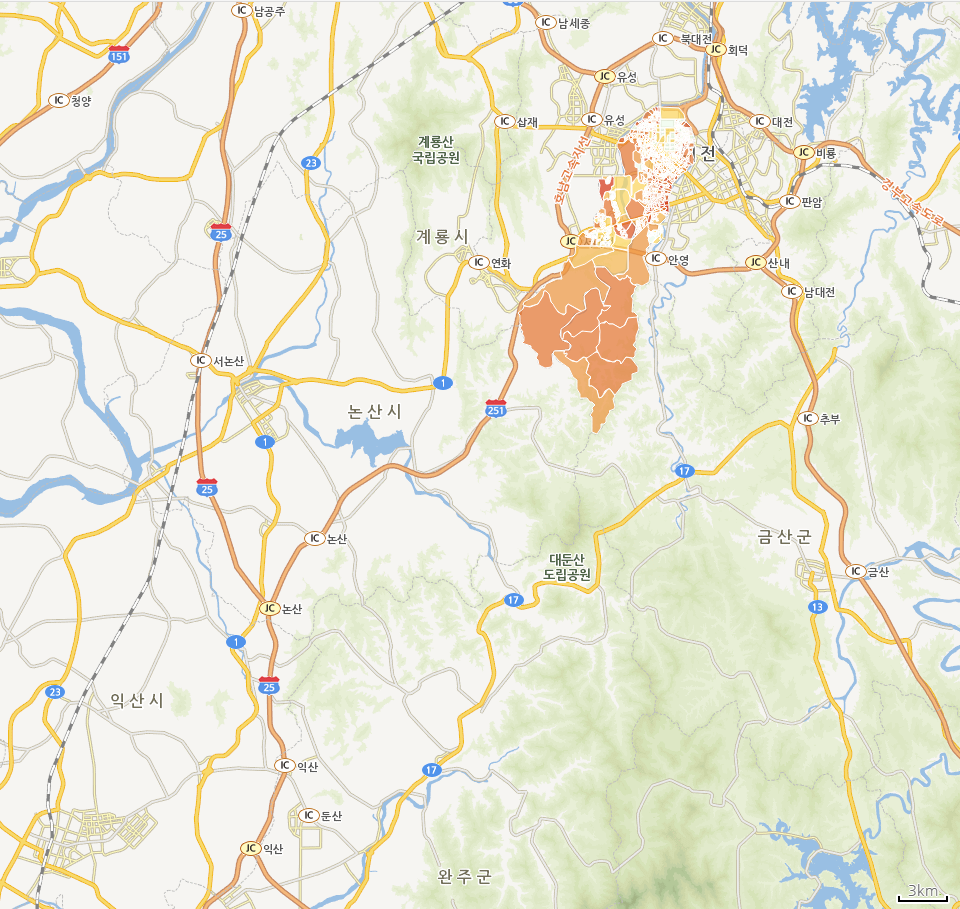 남공주
남세종
북대전
IC
IC
IC
JC
회덕
151
JC
유성
IC
청양
IC
삽재
IC
유성
IC
대전
계룡산
국립공원
23
전
JC
비룡
호남고속지선
경부고속도로
IC
판암
25
계룡시
JC
IC
연화
IC
안영
JC
산내
IC
남대전
IC
서논산
1
논산시
251
IC
추부
1
17
25
IC
논산
금산군
대둔산
도립공원
IC
금산
17
JC
논산
13
1
25
23
익산시
IC
익산
17
IC
둔산
JC
익산
완주군
3km